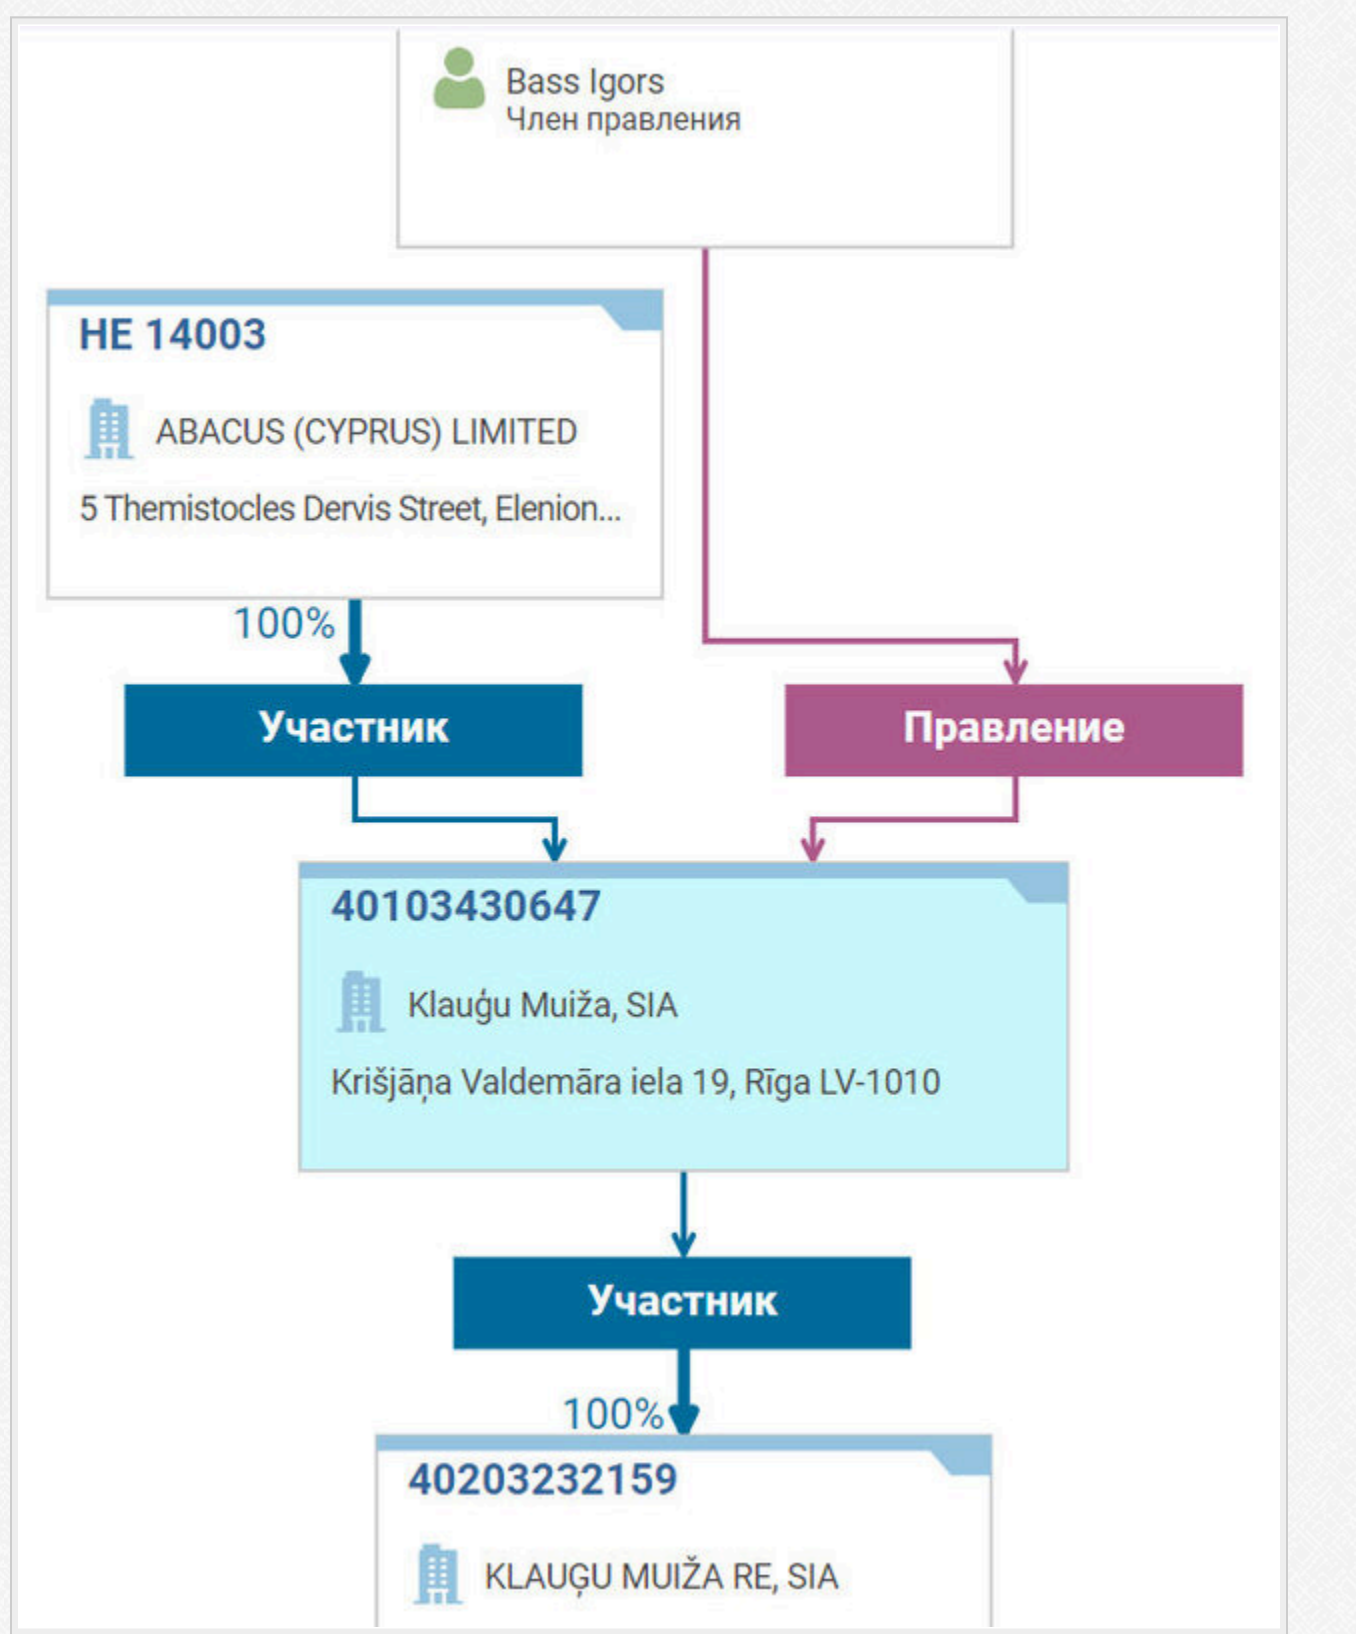 Bass Igors
Член правления
HE 14003
ABACUS (CYPRUS) LIMITED
5 Themistocles Dervis Street, Elenion...
100%
Участник
Правление
40103430647
Klauģu Muiža, SIA
Krišjāņa Valdemāra iela 19, Rīga LV-1010
Участник
100%
40203232159
KLAUĢU MUIŽA RE, SIA